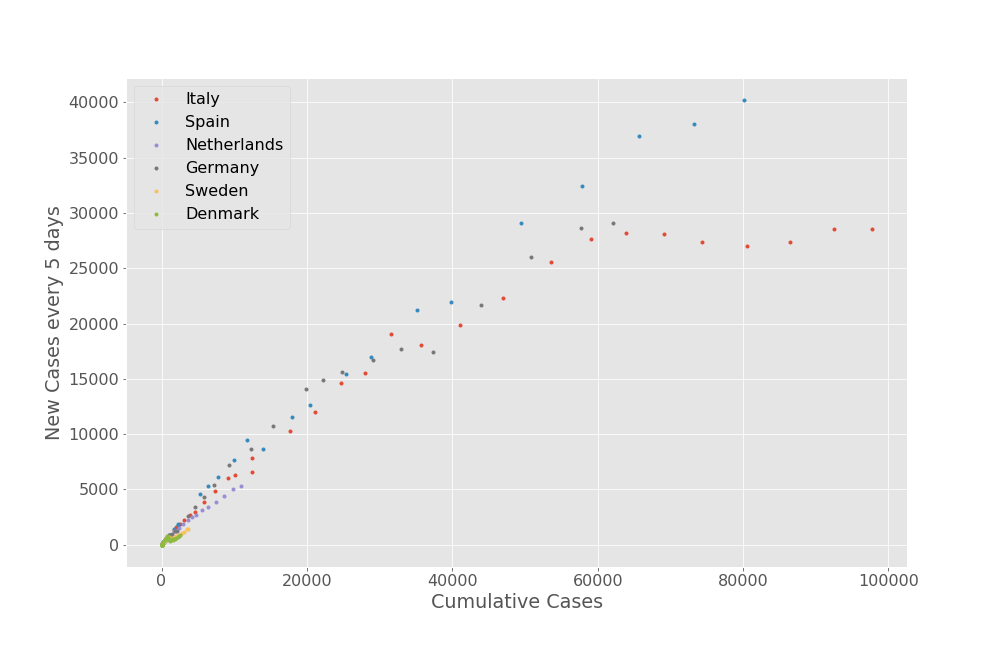 Italy
Spain
Netherlands
Germany
Sweden
Denmark
40000
35000
30000
25000
20000
15000
10000
5000
0
New Cases every 5 days
0
20000
40000
60000
80000
100000
Cumulative Cases